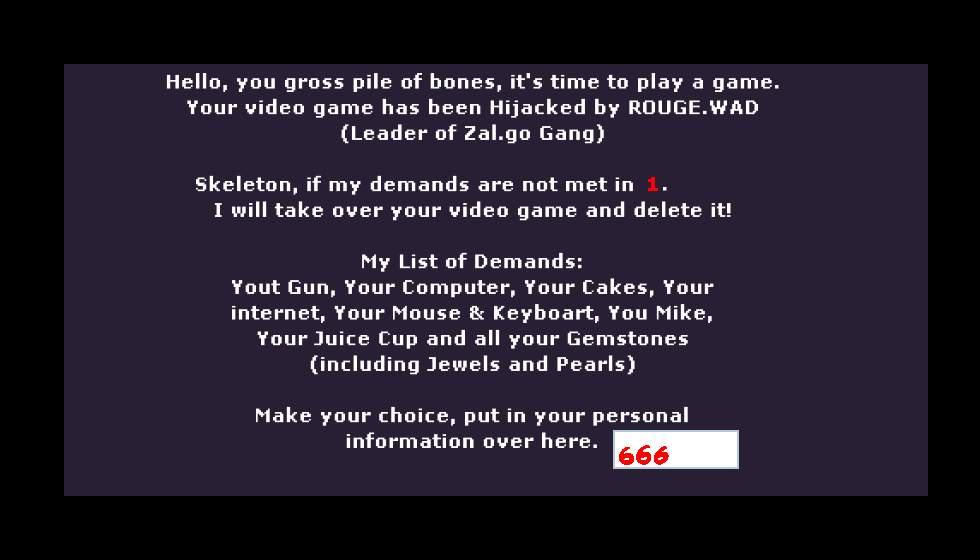 Hello, you gross pile of bones, it's time to play a game.
Your video game has been Hijacked by ROUGE.WAD
(Leader of Zal.go Gang)
Skeleton, if my demands are not met in 1.
I will take over your video game and delete it!
My List of Demands:
Yout Gun, Your Computer, Your Cakes, Your
internet, Your Mouse & Keyboart, You Mike,
Your Juice Cup and all your Gemstones
(including Jewels and Pearls)
Make your choice, put in your personal
information over here. 666